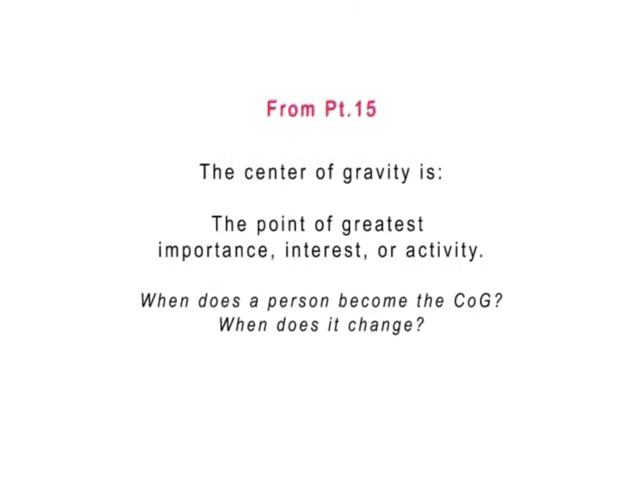 From Pt.15
The center of gravity is:
The point of greatest
importance, interest, or activity.
When does a person become the CoG?
When does it change?